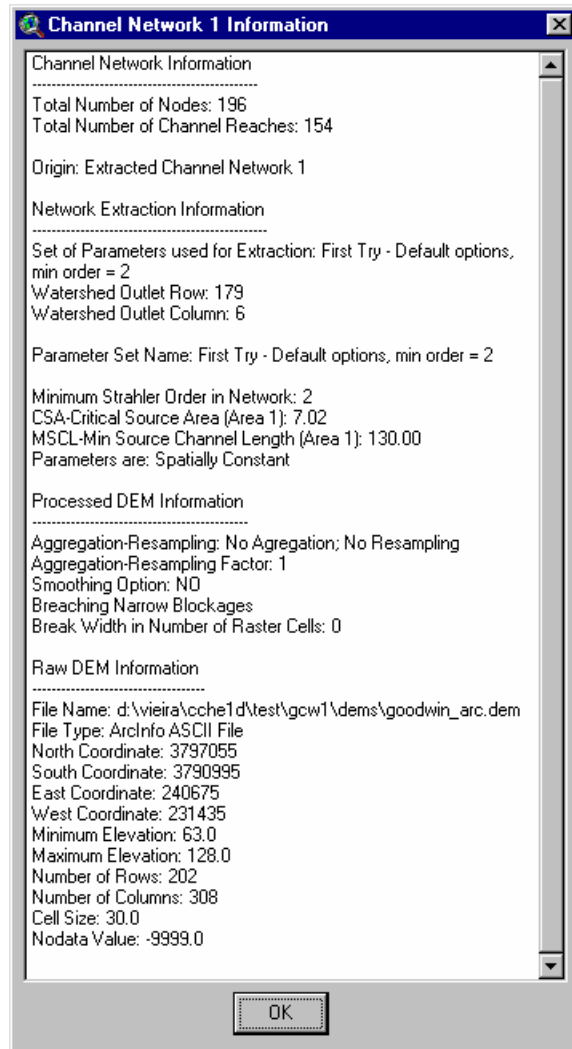 Channel Network 1 Information
Channel Network Information
----------------------------------------------
Total Number of Nodes: 196
Total Number of Channel Reaches: 154
Origin: Extracted Channel Network 1
Network Extraction Information
------------------------------------------------
Set of Parameters used for Extraction: First Try - Default options,
min order = 2
Watershed Outlet Row: 179
Watershed Outlet Column: 6
Parameter Set Name: First Try - Default options, min order = 2
Minimum Strahler Order in Network: 2
CSA-Critical Source Area (Area 1): 7.02
MSCL-Min Source Channel Length (Area 1): 130.00
Parameters are: Spatially Constant
Processed DEM Information
--------------------------------------------
Aggregation-Resampling: No Agregation; No Resampling
Aggregation-Resampling Factor: 1
Smoothing Option: NO
Breaching Narrow Blockages
Break Width in Number of Raster Cells: 0
Raw DEM Information
-----------------------------------
File Name: d:\vieira\cche1d\test\gcw1\dems\goodwin_arc.dem
File Type: ArcInfo ASCII File
North Coordinate: 3797055
South Coordinate: 3790995
East Coordinate: 240675
West Coordinate: 231435
Minimum Elevation: 63.0
Maximum Elevation: 128.0
Number of Rows: 202
Number of Columns: 308
Cell Size: 30.0
Nodata Value: -9999.0
OK